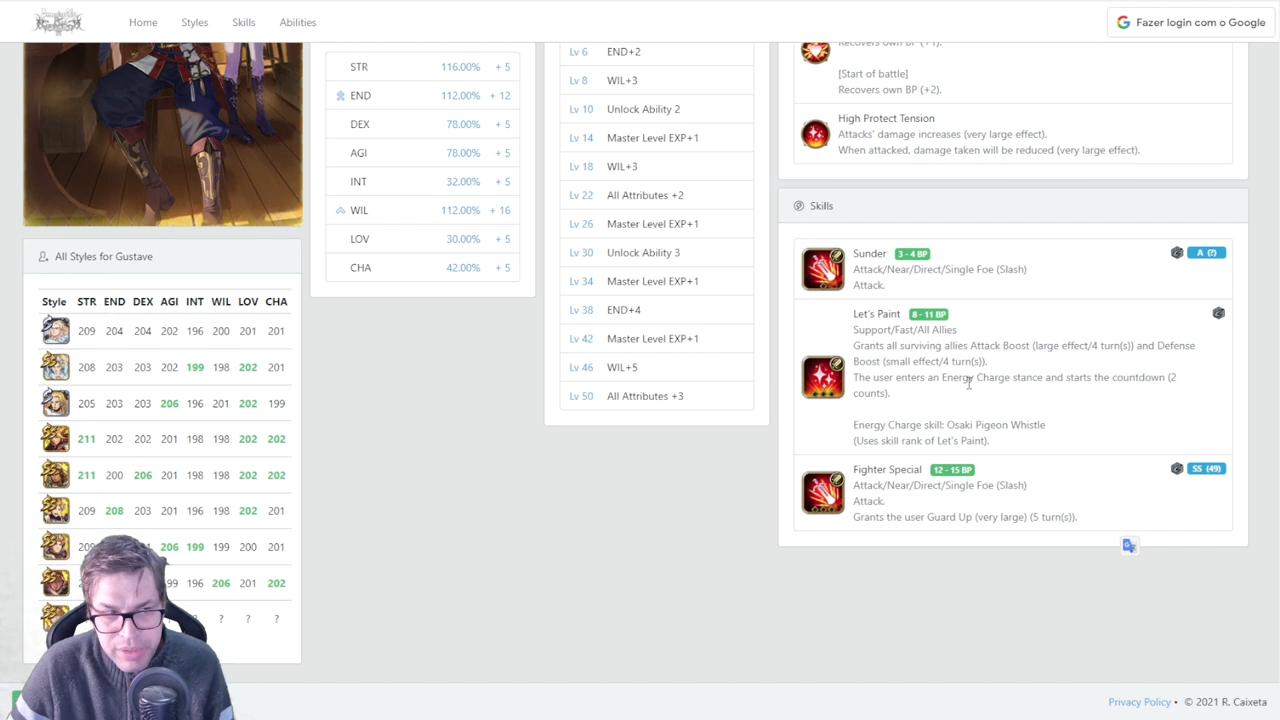 Home
Styles
Skills
Abilities
Fazer login com o Google
STR 116.00% + 5
END 112.00% + 12
DEX 78.00% + 5
AGI 78.00% + 5
INT 32.00% + 5
WIL 112.00% + 16
LOV 30.00% + 5
CHA 42.00% + 5
Lv 6 END+2
Lv 8 WIL+3
Lv 10 Unlock Ability 2
Lv 14 Master Level EXP+1
Lv 18 WIL+3
Lv 22 All Attributes +2
Lv 26 Master Level EXP+1
Lv 30 Unlock Ability 3
Lv 34 Master Level EXP+1
Lv 38 END+4
Lv 42 Master Level EXP+1
Lv 46 WIL+5
Lv 50 All Attributes +3
Recovers own BP (+1).
[Start of battle]
Recovers own BP (+2).
High Protect Tension
Attacks' damage increases (very large effect).
When attacked, damage taken will be reduced (very large effect).
Skills
Sunder 3 - 4 BP A (?)
Attack/Near/Direct/Single Foe (Slash)
Attack.
Let's Paint 8 - 11 BP
Support/Fast/All Allies
Grants all surviving allies Attack Boost (large effect/4 turn(s)) and Defense
Boost (small effect/4 turn(s)).
The user enters an Energy Charge stance and starts the countdown (2
counts).
Energy Charge skill: Osaki Pigeon Whistle
(Uses skill rank of Let's Paint).
Fighter Special 12 - 15 BP SS (49)
Attack/Near/Direct/Single Foe (Slash)
Attack.
Grants the user Guard Up (very large) (5 turn(s)).
All Styles for Gustave
Style STR END DEX AGI INT WIL LOV CHA
209 204 204 202 196 200 201 201
208 203 203 201 199 198 202 201
205 203 203 206 196 201 202 199
211 202 202 201 198 198 202 202
211 200 206 201 198 198 202 202
209 208 203 201 196 198 202 201
206 199 199 200 201
196 206 201 202
? ? ?
Privacy Policy • © 2021 R. Caixeta